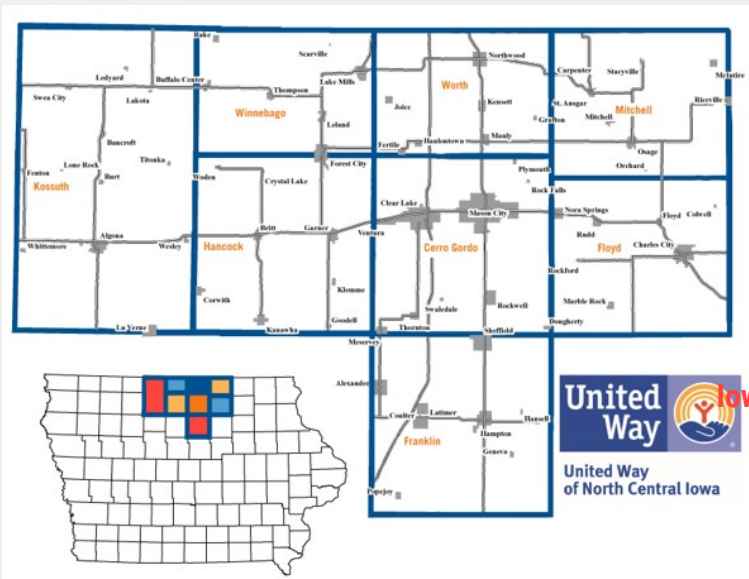 Rake
Scarville
Northwood
Ledyard
Buffalo Center
Lake Mills
Carpenter
Stacyville
McIntire
Swea City
Lakota
Thompson
Worth
Winnebago
Joice
Kensett
St. Ansgar
Riceville
Mitchell
Mitchell
Leland
Grafton
Bancroft
Fertile
Hanlontown
Manly
Osage
Lone Rock
Titonka
Forest City
Orchard
Fenton
Burt
Woden
Crystal Lake
Plymouth
Kossuth
Rock Falls
Clear Lake
Mason City
Nora Springs
Floyd
Colwell
Algona
Britt
Garner
Ventura
Rudd
Whittemore
Wesley
Hancock
Cerro Gordo
Floyd
Charles City
Rockford
Klemme
Corwith
Swaledale
Rockwell
Marble Rock
Lu Verne
Kanawha
Goodell
Thornton
Sheffield
Dougherty
Meservey
Alexander
Coulter
Latimer
Hansell
Franklin
Hampton
Geneva
Popejoy
United
Way
Iow
United Way
of North Central Iowa